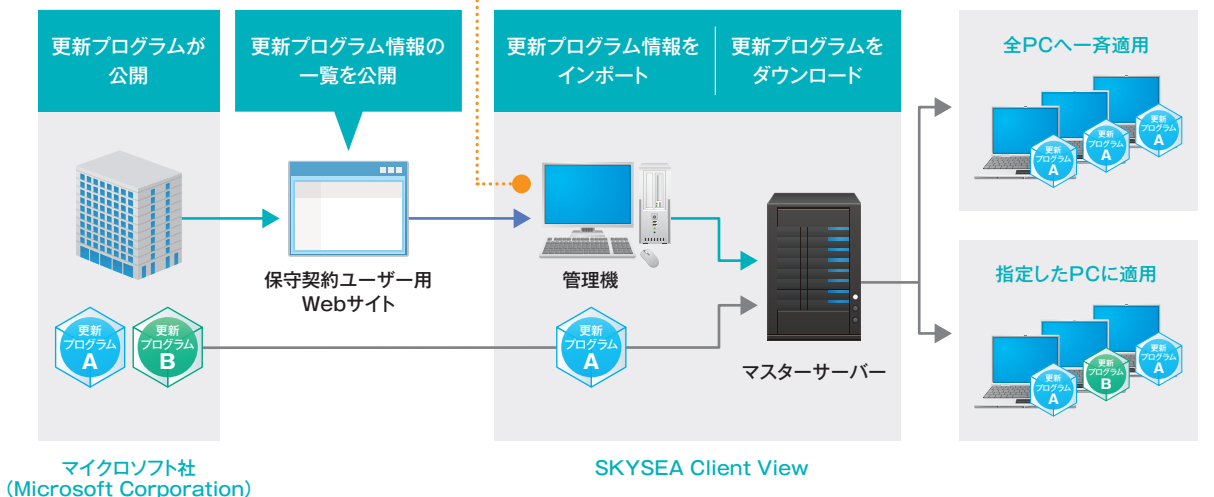 更新プログラムが
公開
更新プログラム情報の
一覧を公開
更新プログラム情報を
インポート
更新プログラムを
ダウンロード
全PCへ一斉適用
更新
プログラム
A
更新
プログラム
A
更新
プログラム
A
保守契約ユーザー用
Webサイト
管理機
マスターサーバー
更新
プログラム
A
更新
プログラム
B
更新
プログラム
A
指定したPCに適用
更新
プログラム
A
更新
プログラム
B
更新
プログラム
A
マイクロソフト社
(Microsoft Corporation)
SKYSEA Client View